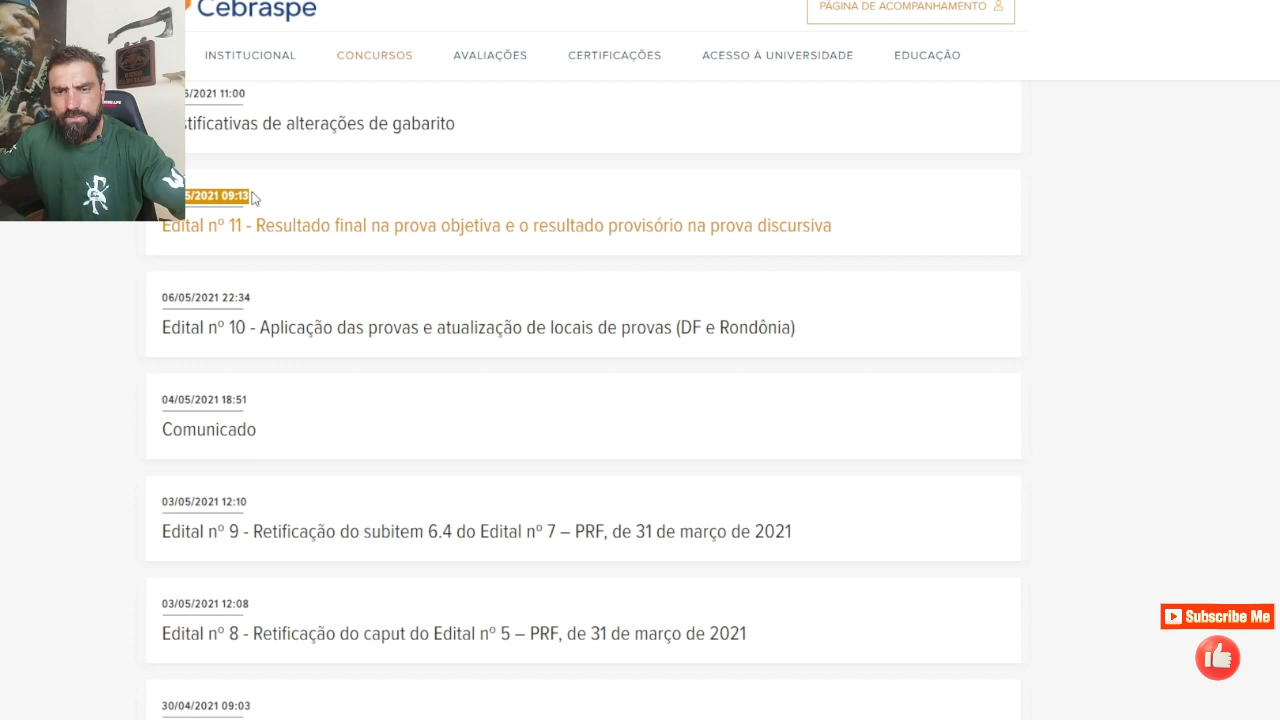 Cebraspe
PÁGINA DE ACOMPANHAMENTO
INSTITUCIONAL CONCURSOS AVALIAÇÕES CERTIFICAÇÕES ACESSO À UNIVERSIDADE EDUCAÇÃO
/2021 11:00
stificativas de alterações de gabarito
5/2021 09:13
Edital nº 11 - Resultado final na prova objetiva e o resultado provisório na prova discursiva
06/05/2021 22:34
Edital nº 10 - Aplicação das provas e atualização de locais de provas (DF e Rondônia)
04/05/2021 18:51
Comunicado
03/05/2021 12:10
Edital nº 9 - Retificação do subitem 6.4 do Edital nº 7 – PRF, de 31 de março de 2021
03/05/2021 12:08
Edital nº 8 - Retificação do caput do Edital nº 5 – PRF, de 31 de março de 2021
Subscribe Me
30/04/2021 09:03